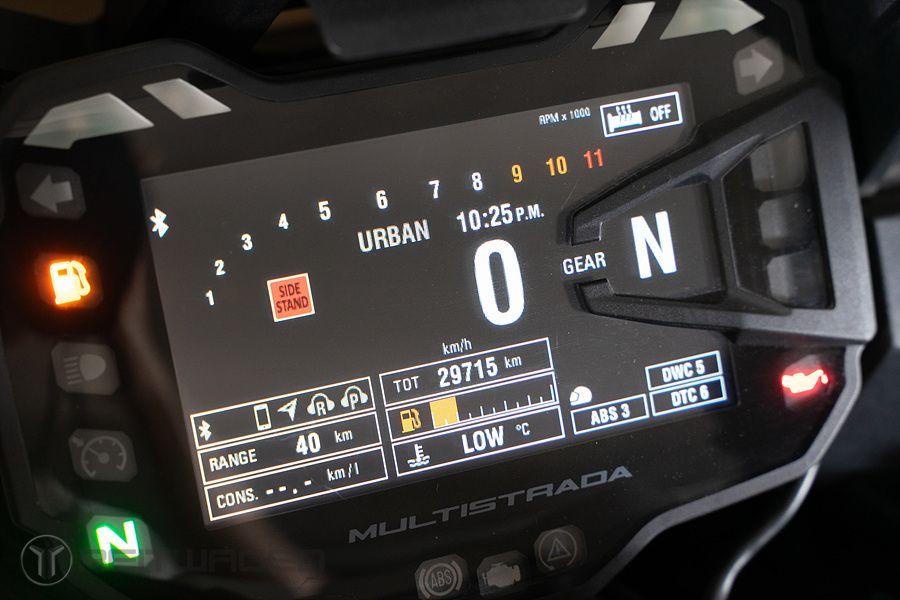 RPM x 1000
OFF
1 2 3 4 5 6 7 8 9 10 11
URBAN 10:25 P.M.
SIDE
STAND
0
GEAR N
km/h
R P
TOT 29715 km
RANGE 40 km
CONS. --.- km/l
LOW °C
DWC 5
ABS 3 DTC 6
N
MULTISTRADA
ABS